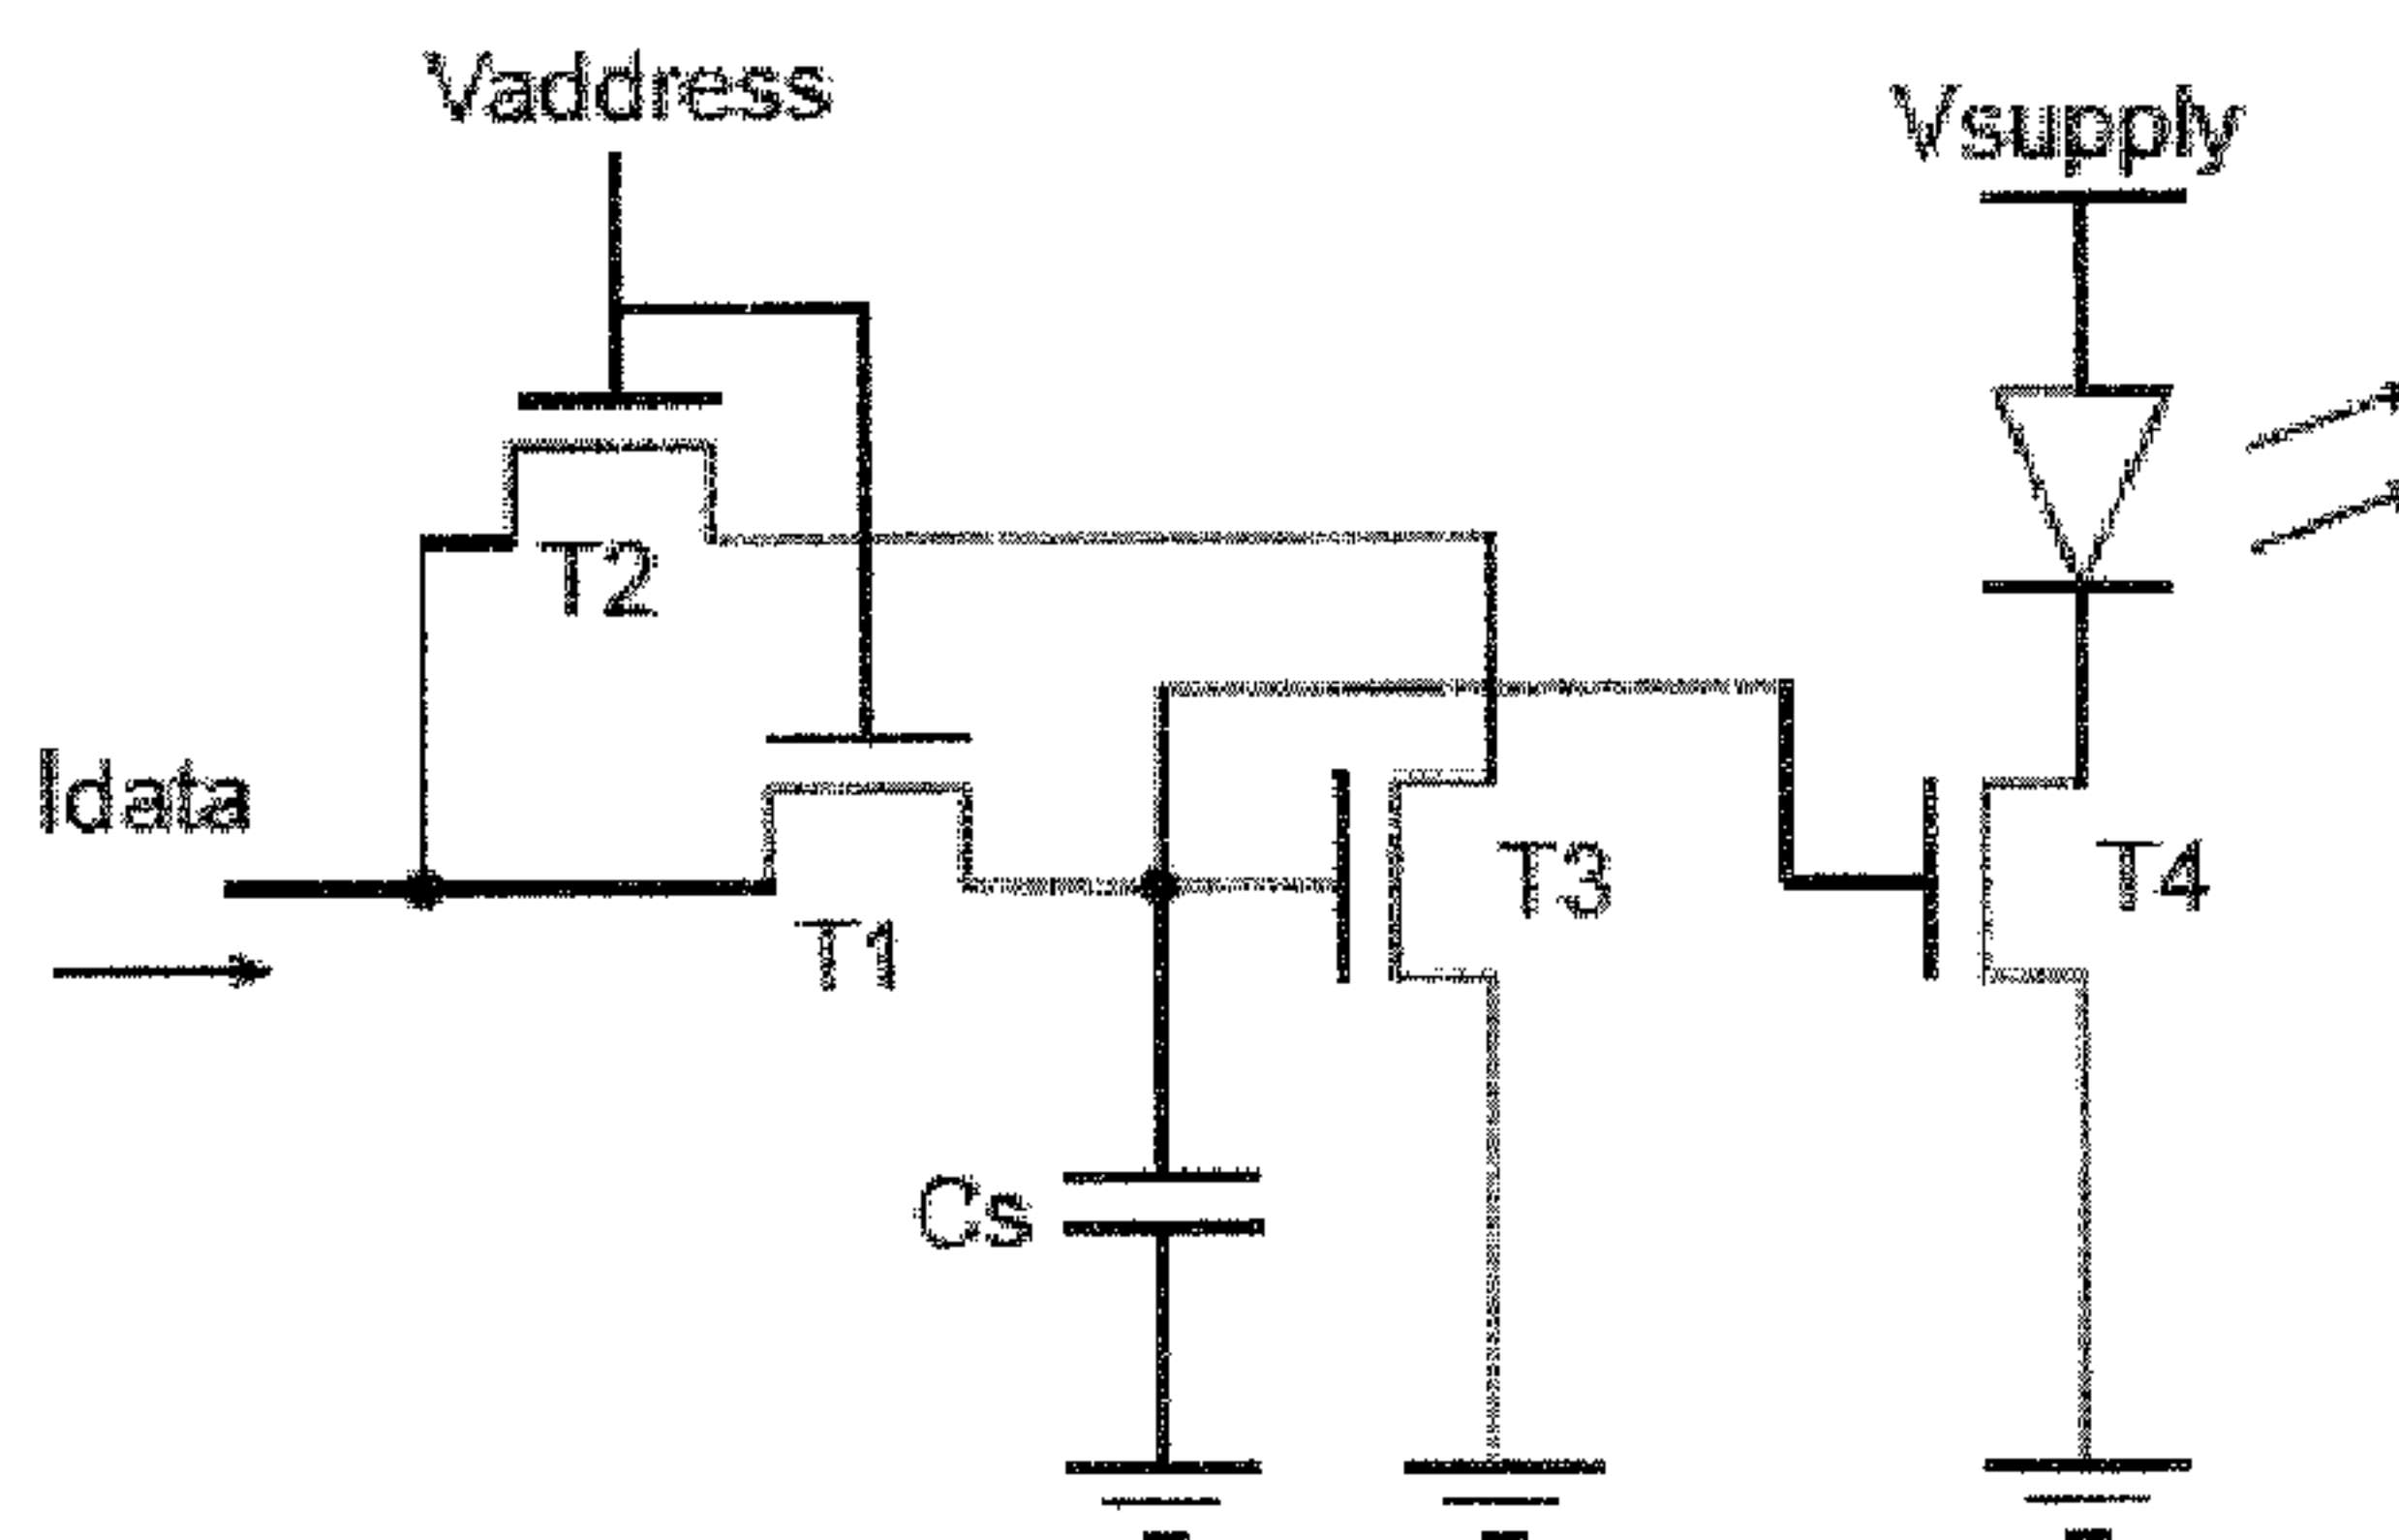 Vaddress
Vsupply
T2
Idata
T3
T4
T1
Cs